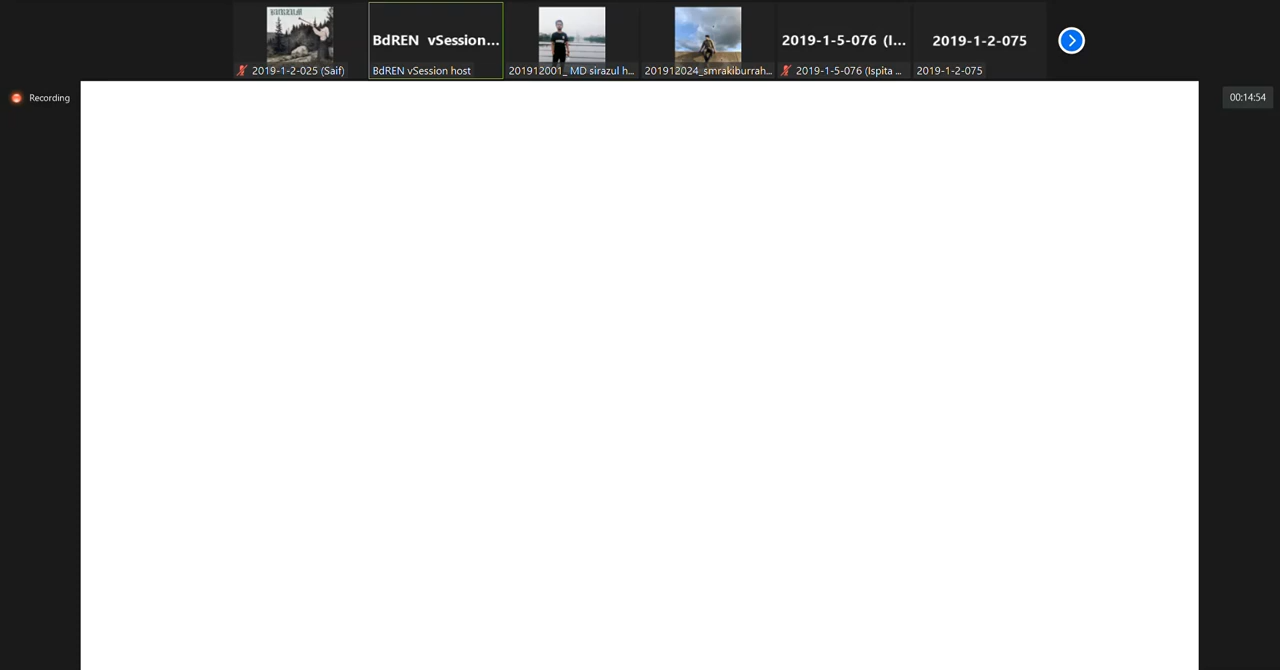 BURZUM
BdREN vSession...
2019-1-5-076 (I...
2019-1-2-075
2019-1-2-025 (Saif)
BdREN vSession host
201912001_ MD sirazul h...
201912024_smrakiburrah...
2019-1-5-076 (Ispita ...
2019-1-2-075
Recording
00:14:54